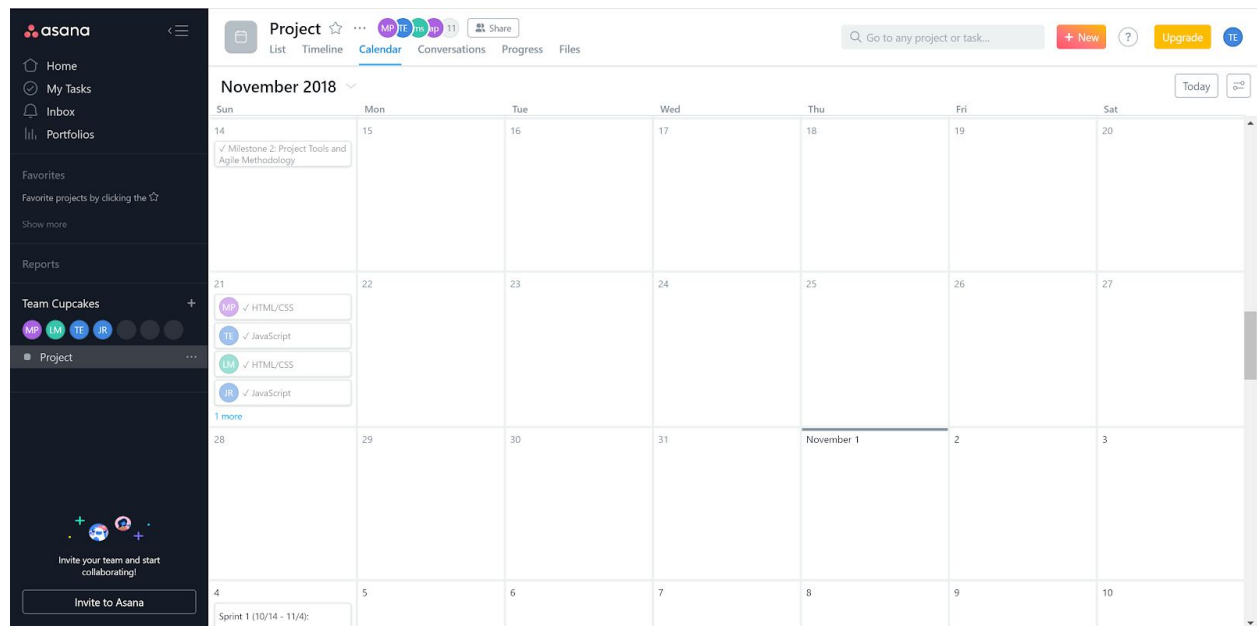 asana
Home
My Tasks
Inbox
Portfolios
Favorites
Favorite projects by clicking the
Show more
Reports
Team Cupcakes +
MP LM TE JR
Project ...
Invite your team and start
collaborating!
Invite to Asana
Project ... MP TE ms ap 11 Share
List Timeline Calendar Conversations Progress Files
Go to any project or task... + New ? Upgrade TE
November 2018 Today
Sun Mon Tue Wed Thu Fri Sat
14 15 16 17 18 19 20
✓ Milestone 2: Project Tools and
Agile Methodology
21 22 23 24 25 26 27
MP ✓ HTML/CSS
TE ✓ JavaScript
LM ✓ HTML/CSS
JR ✓ JavaScript
1 more
28 29 30 31 November 1 2 3
4 5 6 7 8 9 10
Sprint 1 (10/14 - 11/4):